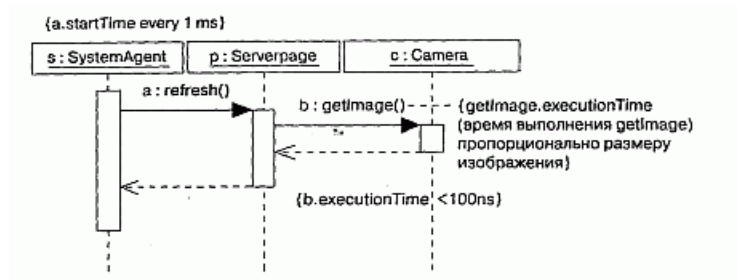 {a.startTime every 1 ms}
s : SystemAgent
p : Serverpage
c : Camera
a : refresh()
b : getImage()
{getImage.executionTime
(время выполнения getImage)
пропорционально размеру
изображения}
{b.executionTime <100ns}